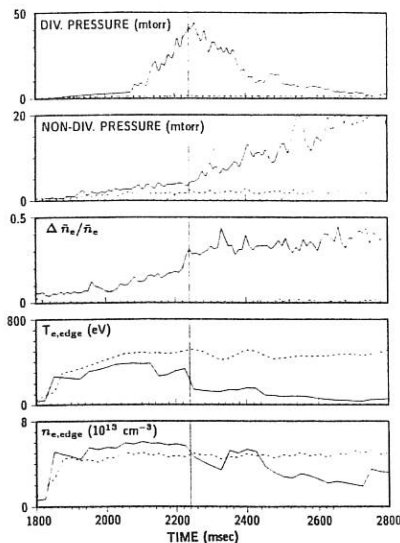 50
DIV. PRESSURE (mtorr)
0
20
NON-DIV. PRESSURE (mtorr)
0
0.5
Δ n̄e/n̄e
0
800
Te,edge (eV)
0
8
ne,edge (10¹³ cm⁻³)
0
1800 2000 2200 2400 2600 2800
TIME (msec)